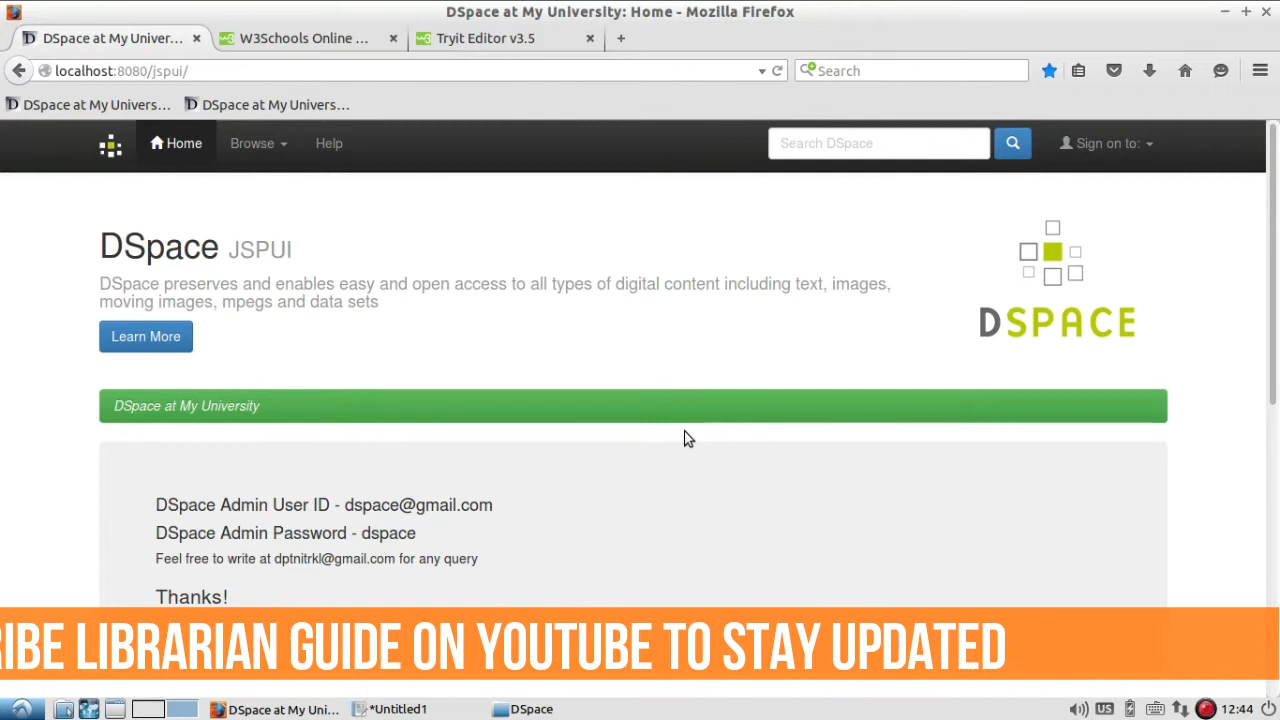 DSpace at My University: Home - Mozilla Firefox
DSpace at My Univer... W3Schools Online ... Tryit Editor v3.5
localhost:8080/jspui/ Search
DSpace at My Univers... DSpace at My Univers...
Home Browse Help Search DSpace Sign on to:
DSpace JSPUI
DSpace preserves and enables easy and open access to all types of digital content including text, images,
moving images, mpegs and data sets
Learn More
DSPACE
DSpace at My University
DSpace Admin User ID - dspace@gmail.com
DSpace Admin Password - dspace
Feel free to write at dptnitrkl@gmail.com for any query
Thanks!
RIBE LIBRARIAN GUIDE ON YOUTUBE TO STAY UPDATED
DSpace at My Uni... *Untitled1 DSpace US 12:44